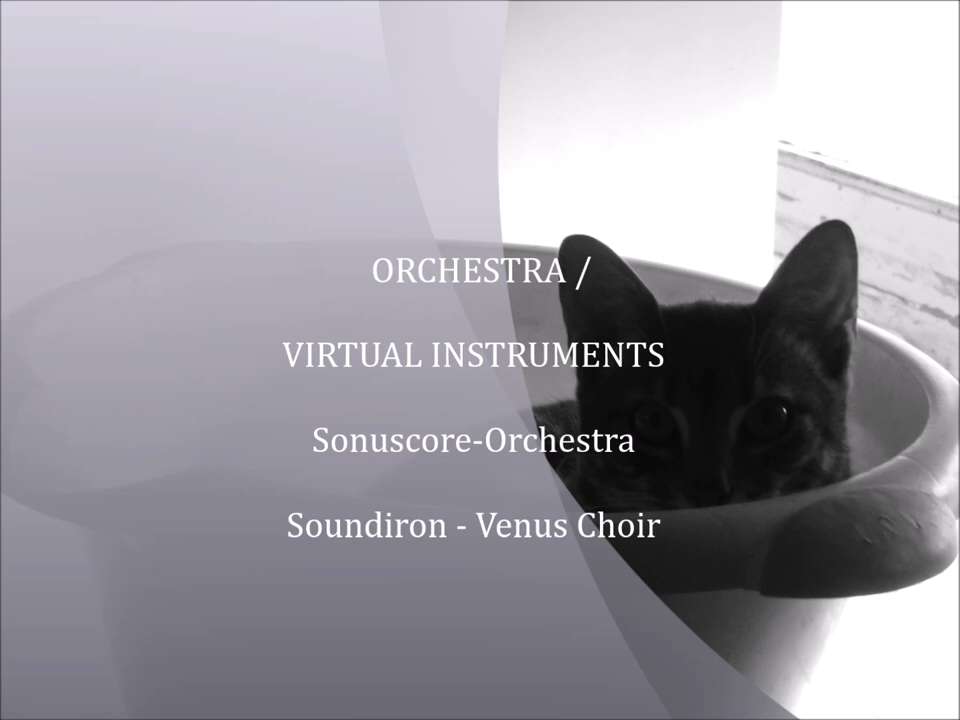 ORCHESTRA /
VIRTUAL INSTRUMENTS
Sonuscore-Orchestra
Soundiron - Venus Choir